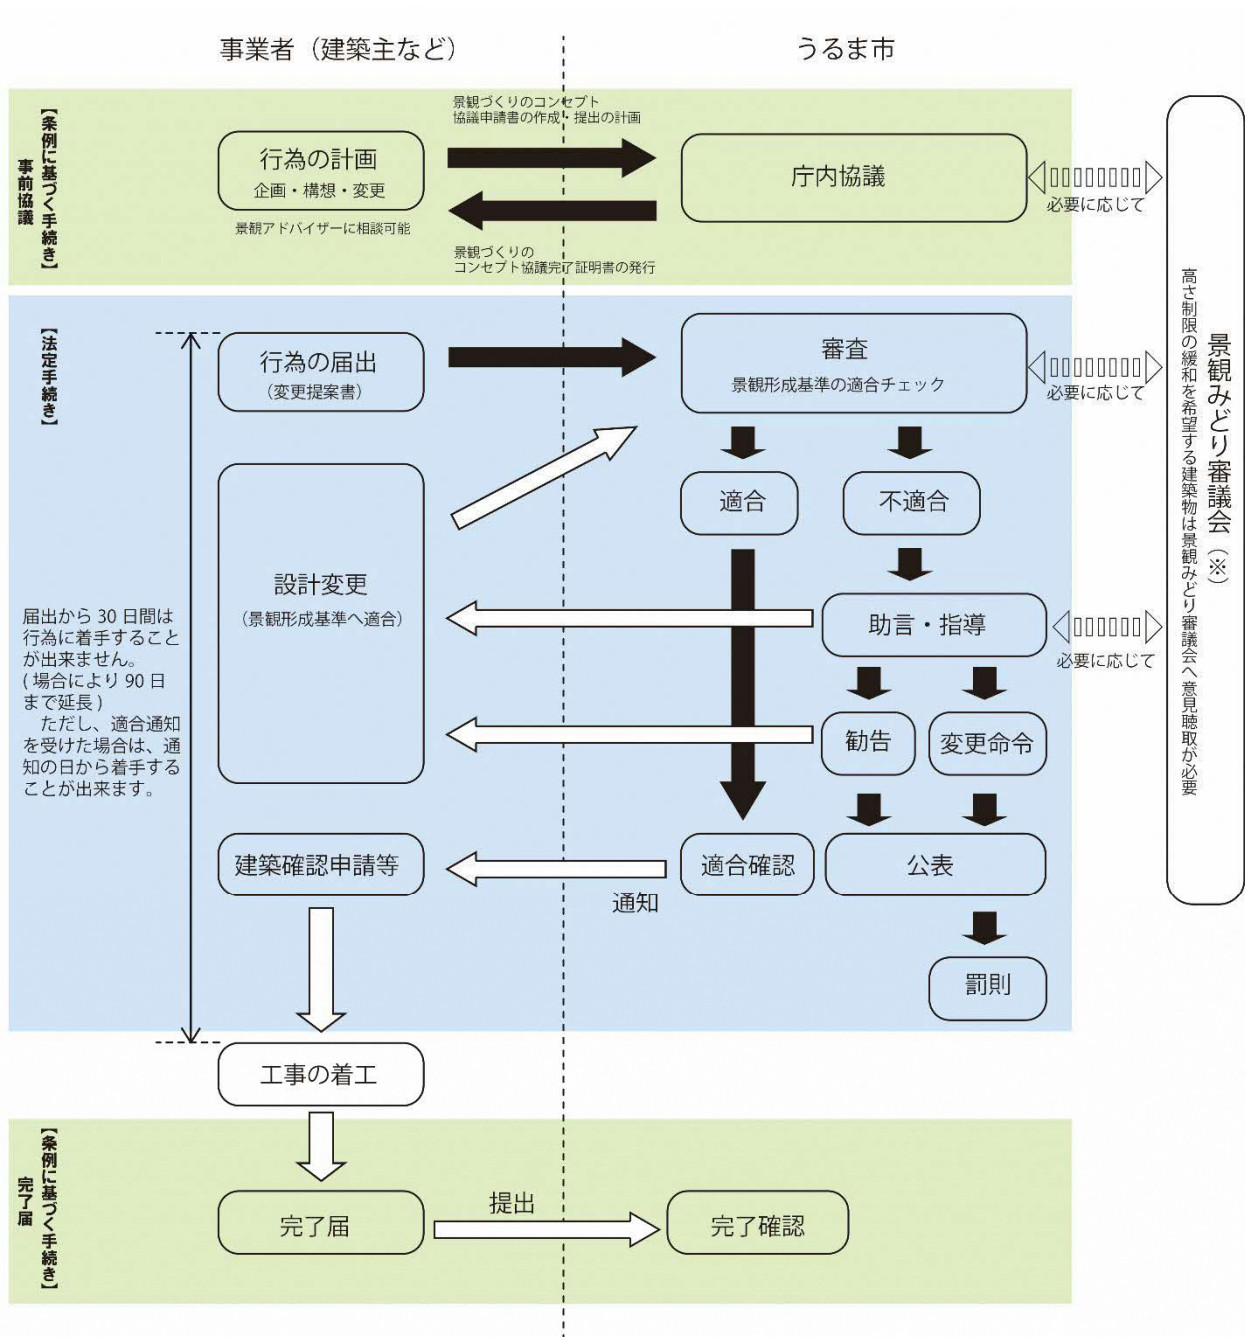 事業者（建築主など）
うるま市
【条例に基づく手続き】
事前協議
景観づくりのコンセプト
協議申請書の作成・提出の計画
行為の計画
企画・構想・変更
景観アドバイザーに相談可能
庁内協議
必要に応じて
景観づくりの
コンセプト協議完了証明書の発行
【法定手続き】
行為の届出
（変更提案書）
審査
景観形成基準の適合チェック
必要に応じて
適合
不適合
設計変更
（景観形成基準へ適合）
助言・指導
必要に応じて
届出から 30 日間は
行為に着手すること
が出来ません。
( 場合により 90 日
まで延長 )
ただし、適合通知
を受けた場合は、通
知の日から着手する
ことが出来ます。
勧告
変更命令
建築確認申請等
通知
適合確認
公表
罰則
工事の着工
【条例に基づく手続き】
完了届
完了届
提出
完了確認
景観みどり審議会（※）
高さ制限の緩和を希望する建築物は景観みどり審議会へ意見聴取が必要